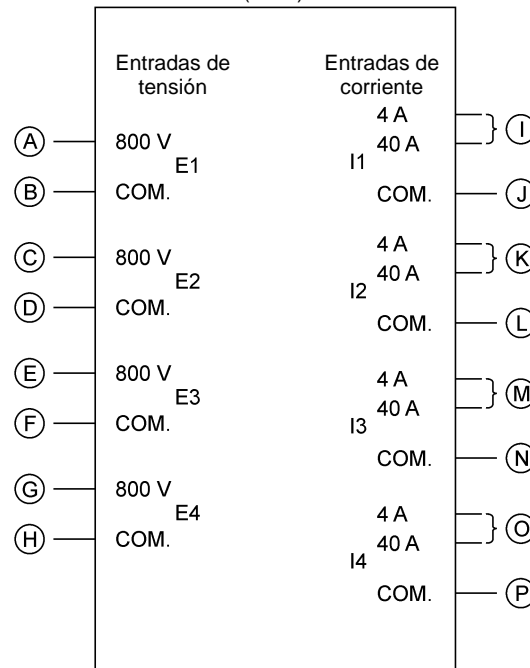 Entradas de
tensión
Entradas de
corriente
A
800 V
E1
B
COM.
C
800 V
E2
D
COM.
E
800 V
E3
F
COM.
G
800 V
E4
H
COM.
4 A
I
40 A
I1
COM.
J
4 A
K
40 A
I2
COM.
L
4 A
M
40 A
I3
COM.
N
4 A
O
40 A
I4
COM.
P